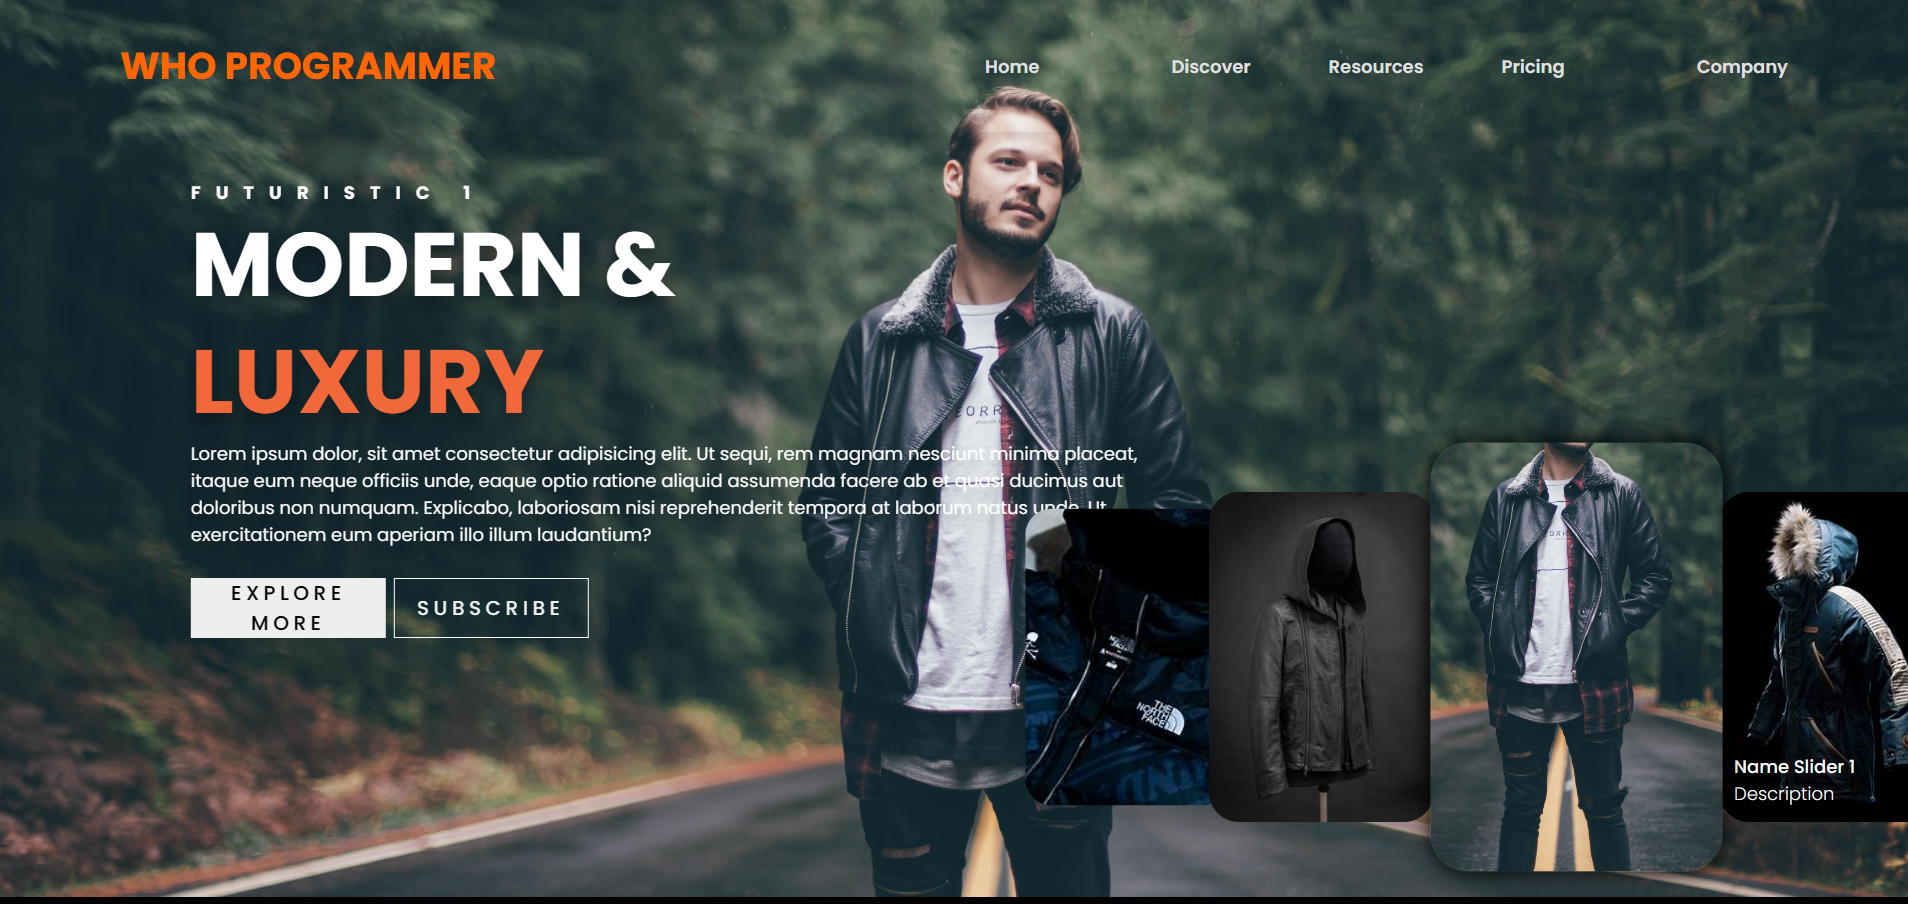 WHO PROGRAMMER
Home Discover Resources Pricing Company
FUTURISTIC 1
MODERN &
LUXURY
Lorem ipsum dolor, sit amet consectetur adipisicing elit. Ut sequi, rem magnam nesciunt minima placeat,
itaque eum neque officiis unde, eaque optio ratione aliquid assumenda facere ab et quasi ducimus aut
doloribus non numquam. Explicabo, laboriosam nisi reprehenderit tempora at laborum natus unde. Ut
exercitationem eum aperiam illo illum laudantium?
EXPLORE
MORE
SUBSCRIBE
THE
NORTH
FACE
Name Slider 1
Description